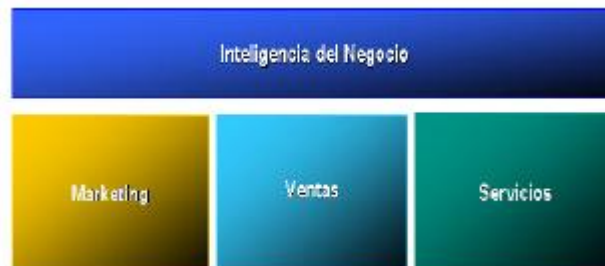 Inteligencia del Negocio
Marketing
Ventas
Servicios